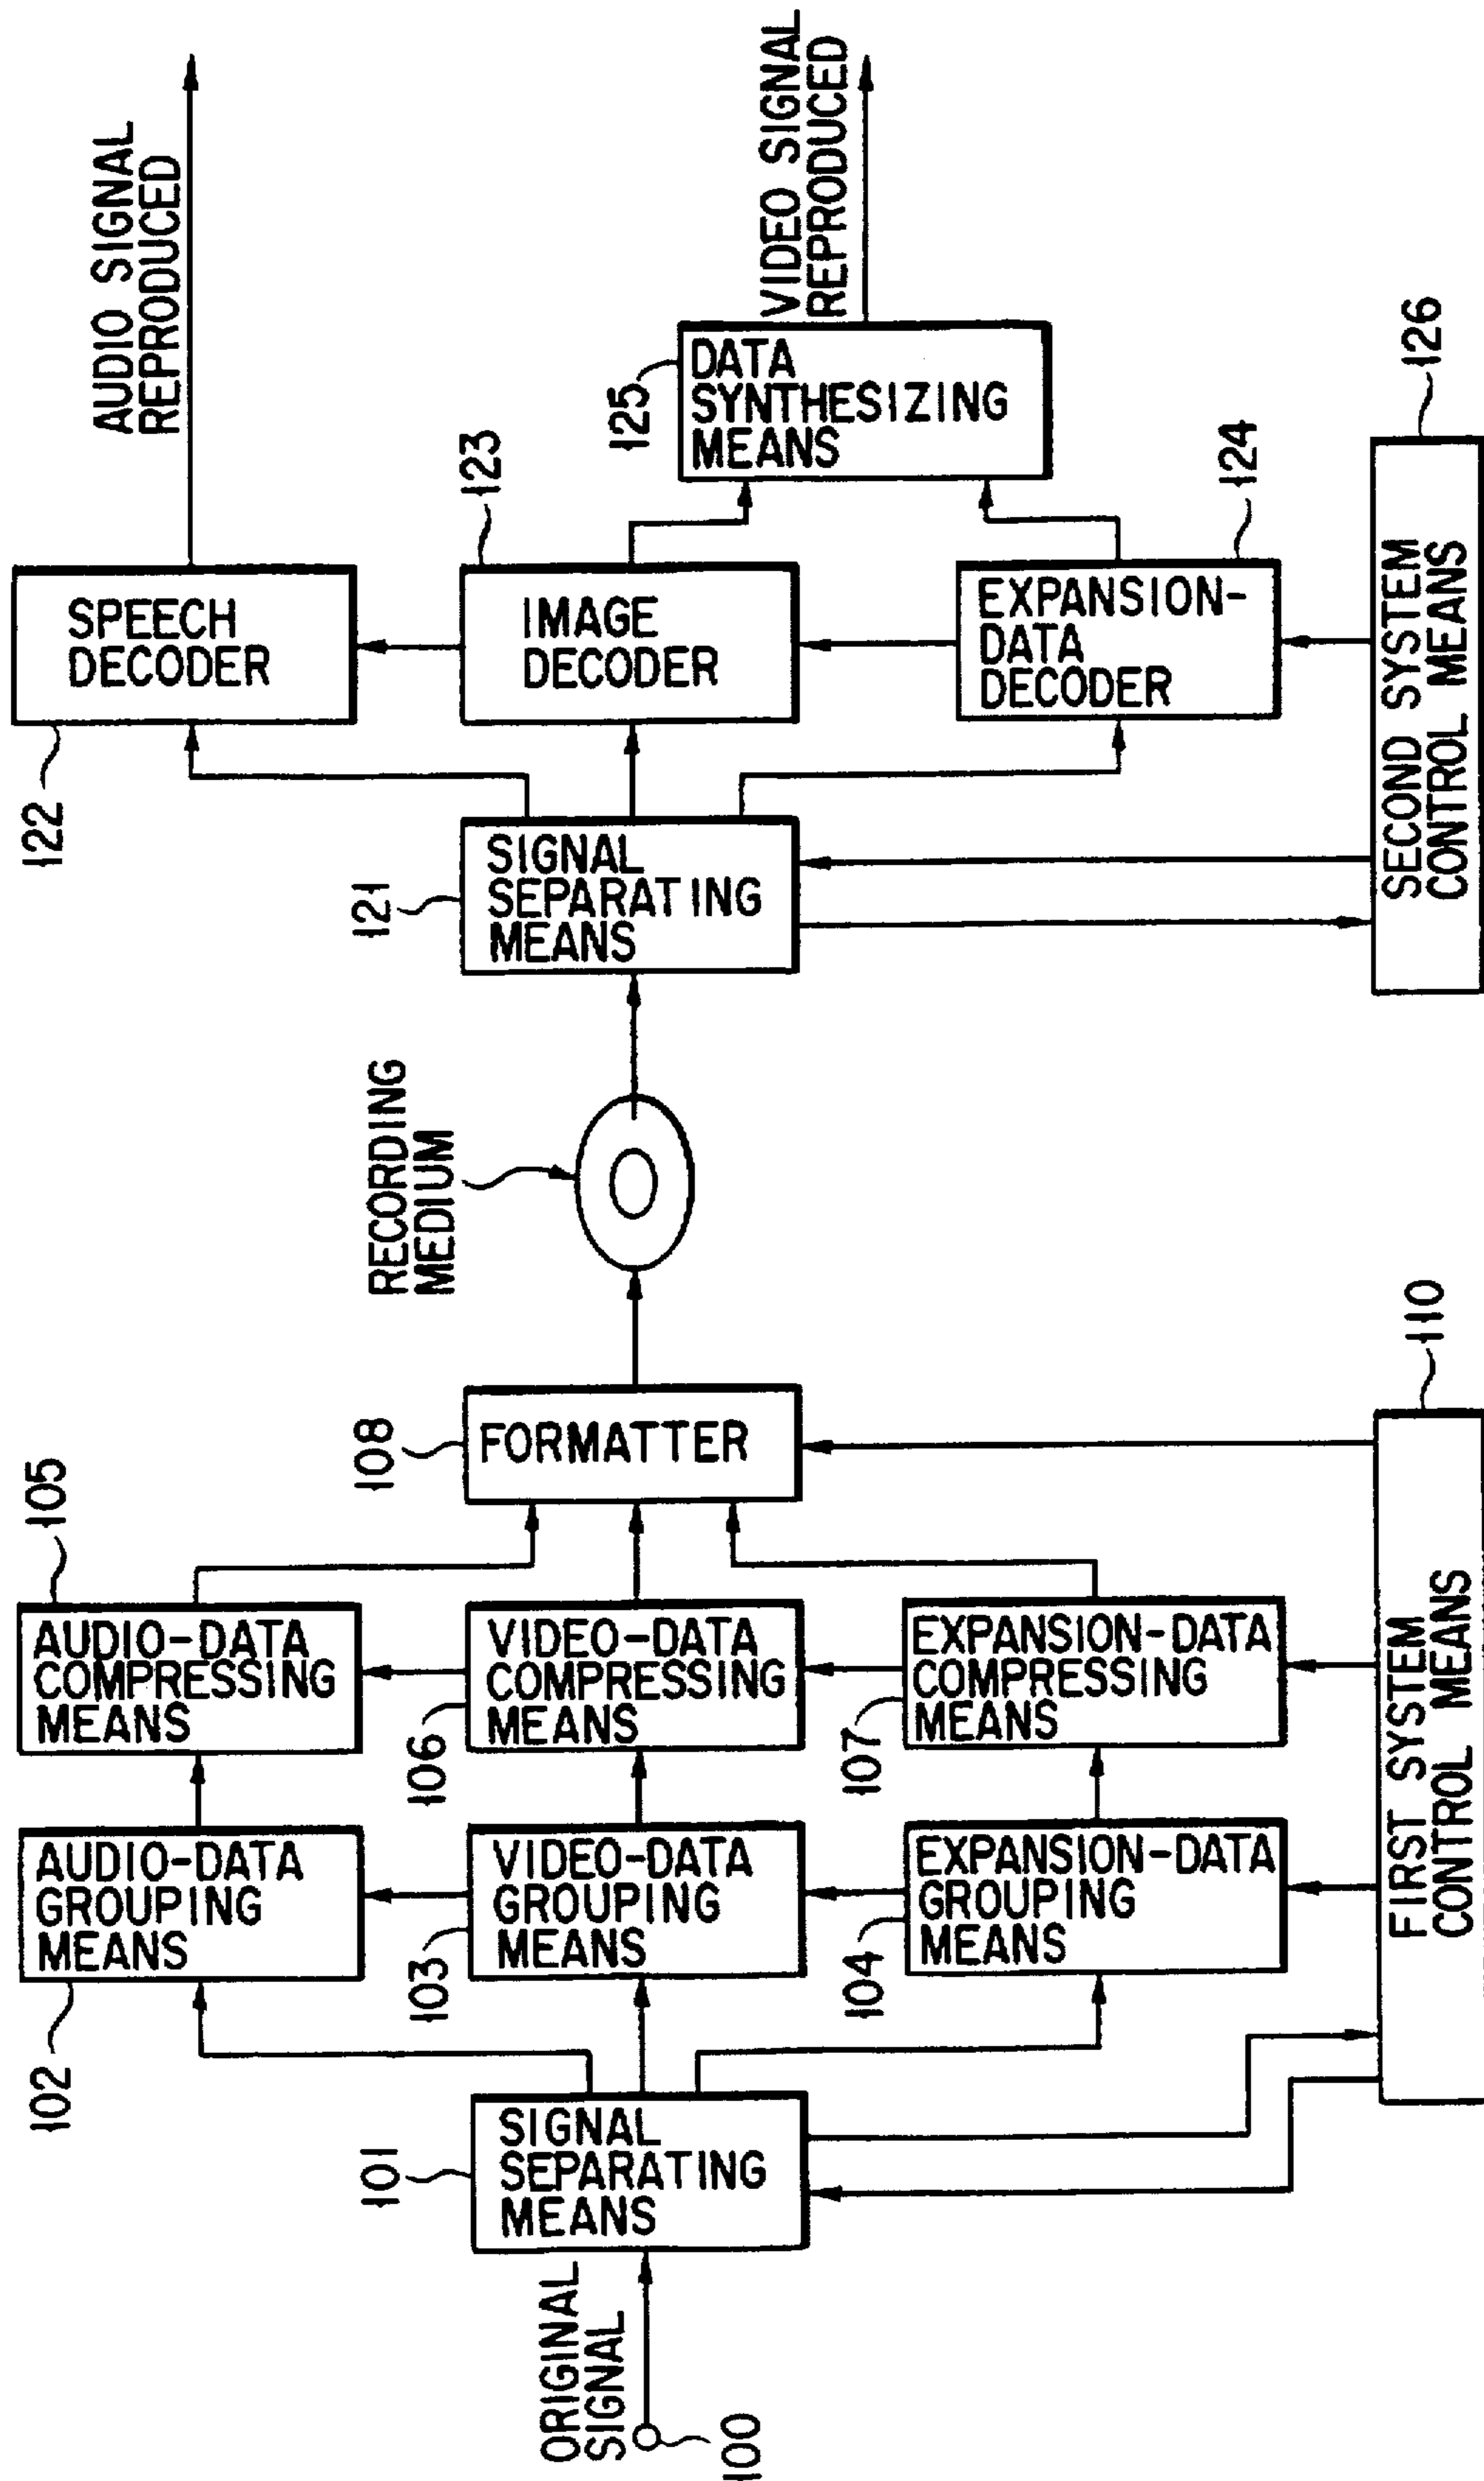 ORIGINAL
SIGNAL
100
101
SIGNAL
SEPARATING
MEANS
102
AUDIO-DATA
GROUPING
MEANS
103
VIDEO-DATA
GROUPING
MEANS
104
EXPANSION-DATA
GROUPING
MEANS
105
AUDIO-DATA
COMPRESSING
MEANS
106
VIDEO-DATA
COMPRESSING
MEANS
107
EXPANSION-DATA
COMPRESSING
MEANS
108
FORMATTER
110
FIRST SYSTEM
CONTROL MEANS
RECORDING
MEDIUM
121
SIGNAL
SEPARATING
MEANS
122
SPEECH
DECODER
123
IMAGE
DECODER
124
EXPANSION-
DATA
DECODER
125
DATA
SYNTHESIZING
MEANS
126
SECOND SYSTEM
CONTROL MEANS
AUDIO SIGNAL
REPRODUCED
VIDEO SIGNAL
REPRODUCED